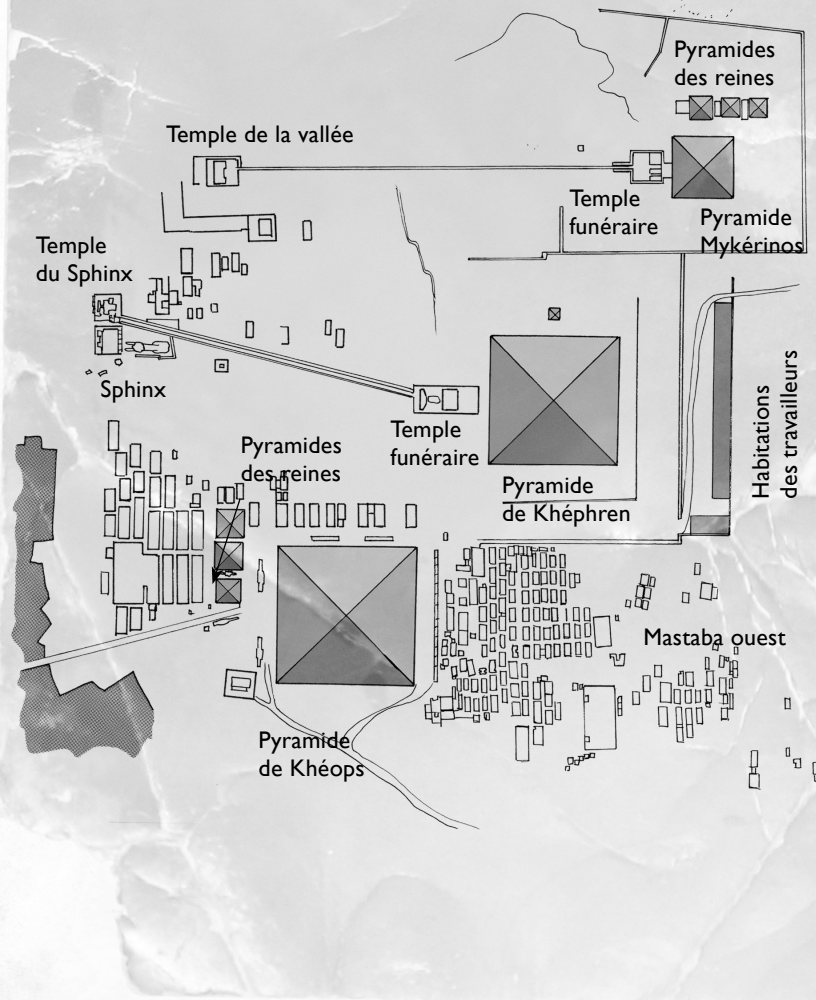 Pyramides
des reines
Temple de la vallée
Temple
funéraire
Pyramide
Mykérinos
Temple
du Sphinx
Sphinx
Temple
funéraire
Habitations
des travailleurs
Pyramides
des reines
Pyramide
de Khéphren
Mastaba ouest
Pyramide
de Khéops